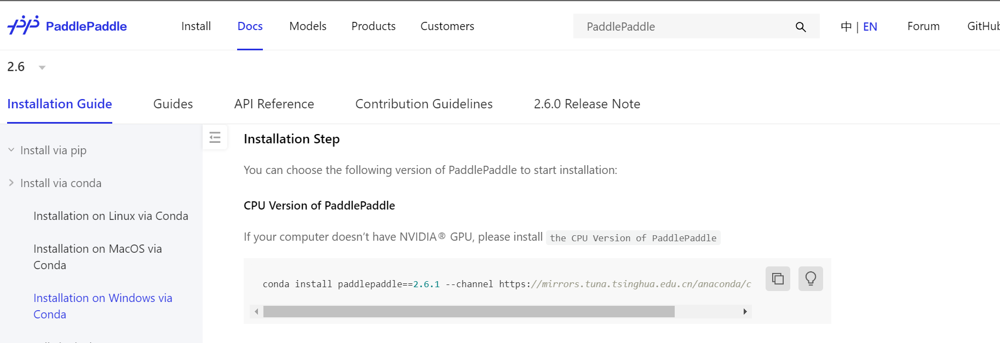 PaddlePaddle
Install Docs Models Products Customers
PaddlePaddle
中 | EN Forum
2.6
Installation Guide Guides API Reference Contribution Guidelines 2.6.0 Release Note
Install via pip
Install via conda
Installation on Linux via Conda
Installation on MacOS via
Conda
Installation on Windows via
Conda
Installation Step
You can choose the following version of PaddlePaddle to start installation:
CPU Version of PaddlePaddle
If your computer doesn’t have NVIDIA® GPU, please install the CPU Version of PaddlePaddle
conda install paddlepaddle==2.6.1 --channel https://mirrors.tuna.tsinghua.edu.cn/anaconda/c